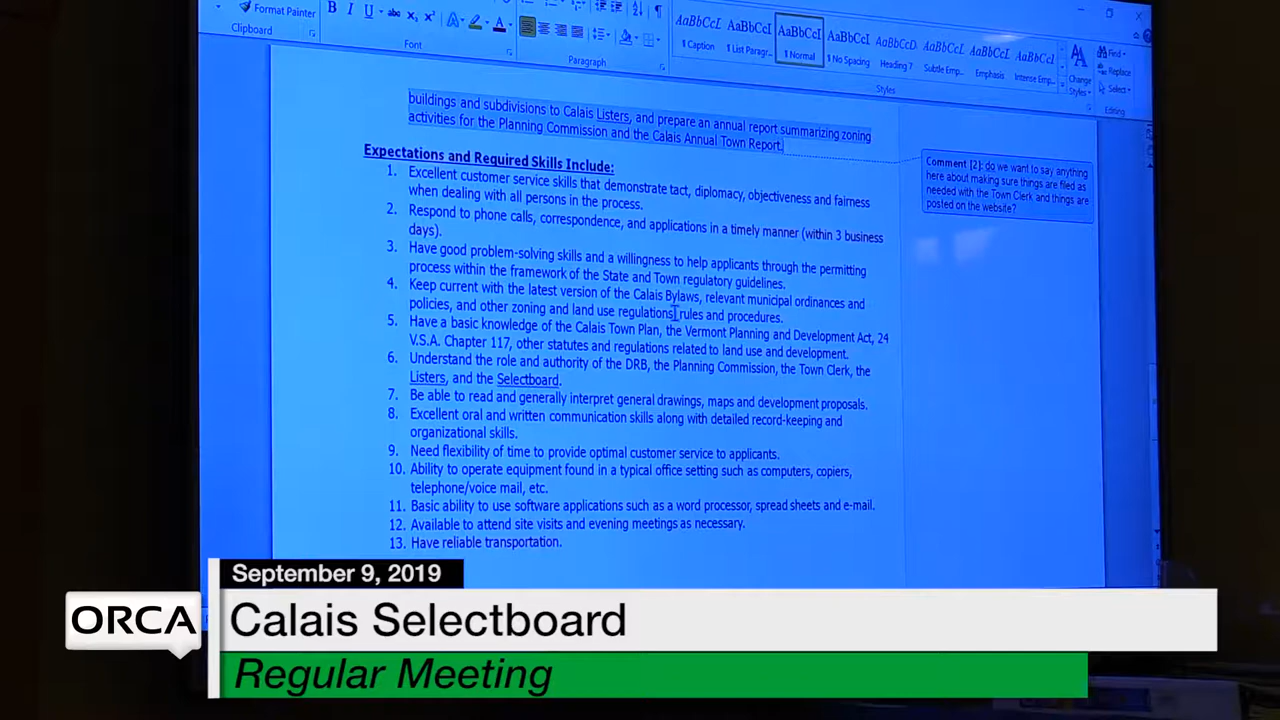 Format Painter
B I U abc X₂ X² A A
Clipboard
Font
Paragraph
AaBbCcL AaBbCcI AaBbCcI AaBbCcI AaBbCcD AaBbCcL AaBbCcL AaBbCcI
¶ Caption ¶ List Paragr... ¶ Normal ¶ No Spacing Heading 7 Subtle Emp... Emphasis Intense Emp...
Styles
Change
Styles
Find
Replace
Select
Editing
buildings and subdivisions to Calais Listers, and prepare an annual report summarizing zoning
activities for the Planning Commission and the Calais Annual Town Report.
Expectations and Required Skills Include:
1. Excellent customer service skills that demonstrate tact, diplomacy, objectiveness and fairness
when dealing with all persons in the process.
2. Respond to phone calls, correspondence, and applications in a timely manner (within 3 business
days).
3. Have good problem-solving skills and a willingness to help applicants through the permitting
process within the framework of the State and Town regulatory guidelines.
4. Keep current with the latest version of the Calais Bylaws, relevant municipal ordinances and
policies, and other zoning and land use regulations rules and procedures.
5. Have a basic knowledge of the Calais Town Plan, the Vermont Planning and Development Act, 24
V.S.A. Chapter 117, other statutes and regulations related to land use and development.
6. Understand the role and authority of the DRB, the Planning Commission, the Town Clerk, the
Listers, and the Selectboard.
7. Be able to read and generally interpret general drawings, maps and development proposals.
8. Excellent oral and written communication skills along with detailed record-keeping and
organizational skills.
9. Need flexibility of time to provide optimal customer service to applicants.
10. Ability to operate equipment found in a typical office setting such as computers, copiers,
telephone/voice mail, etc.
11. Basic ability to use software applications such as a word processor, spread sheets and e-mail.
12. Available to attend site visits and evening meetings as necessary.
13. Have reliable transportation.
Comment [2]: do we want to say anything
here about making sure things are filed as
needed with the Town Clerk and things are
posted on the website?
September 9, 2019
ORCA
Calais Selectboard
Regular Meeting